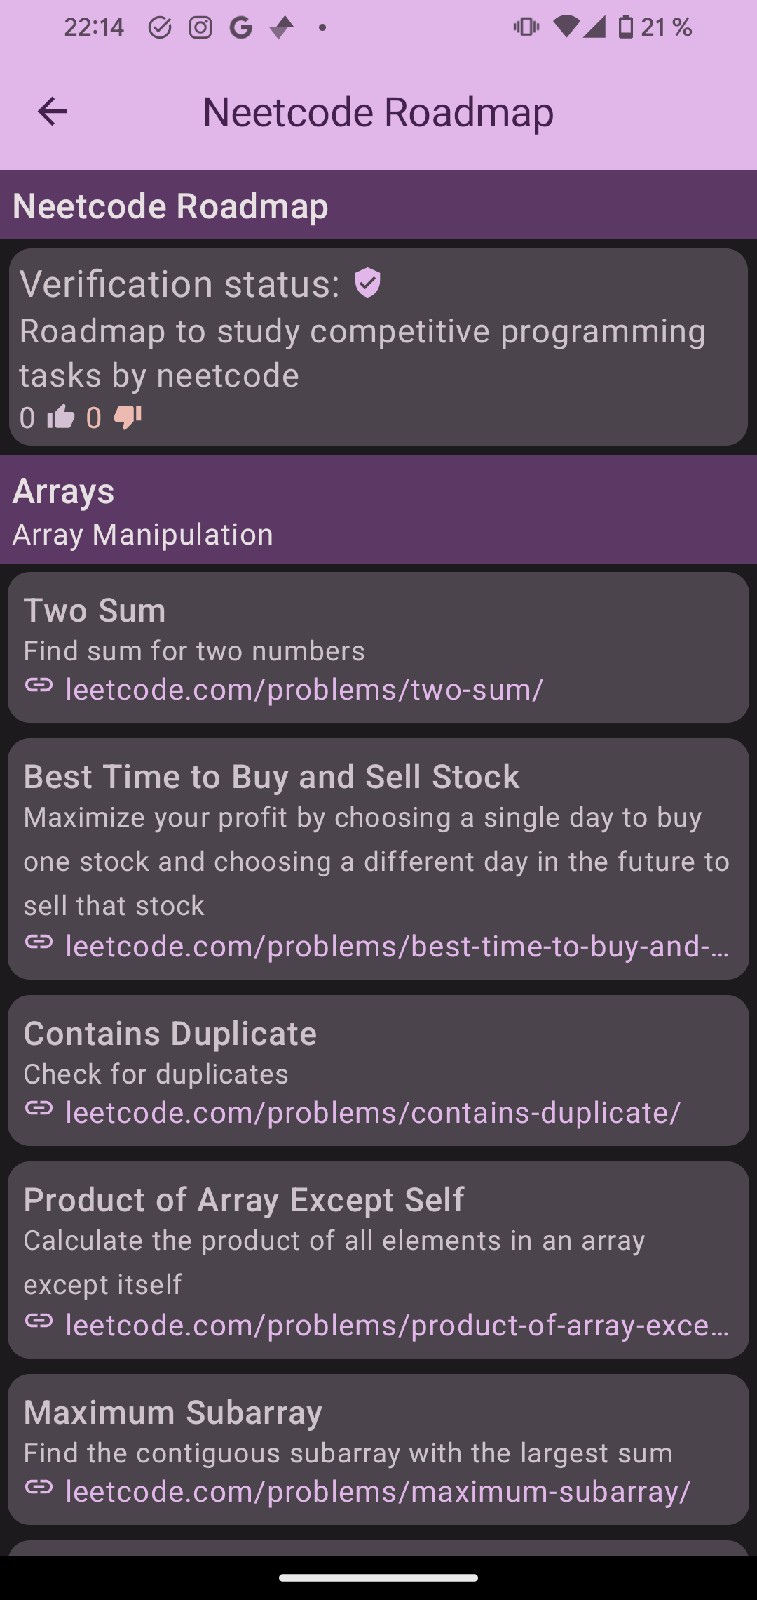 22:14
21 %
Neetcode Roadmap
Neetcode Roadmap
Verification status:
Roadmap to study competitive programming
tasks by neetcode
0 0
Arrays
Array Manipulation
Two Sum
Find sum for two numbers
leetcode.com/problems/two-sum/
Best Time to Buy and Sell Stock
Maximize your profit by choosing a single day to buy
one stock and choosing a different day in the future to
sell that stock
leetcode.com/problems/best-time-to-buy-and-...
Contains Duplicate
Check for duplicates
leetcode.com/problems/contains-duplicate/
Product of Array Except Self
Calculate the product of all elements in an array
except itself
leetcode.com/problems/product-of-array-exce...
Maximum Subarray
Find the contiguous subarray with the largest sum
leetcode.com/problems/maximum-subarray/